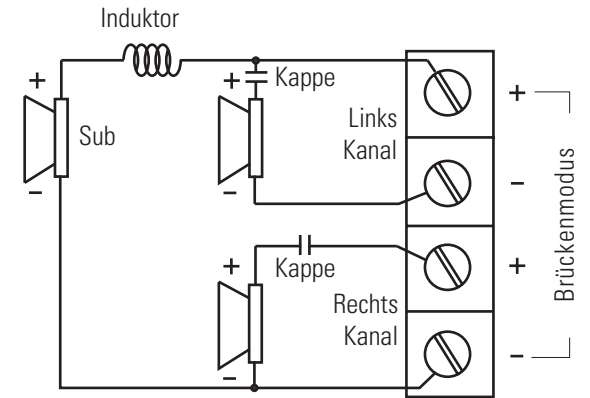 Induktor
+
+
Kappe
Links
Kanal
+
Sub
−
−
−
Brückenmodus
+
Kappe
+
Rechts
Kanal
−
−